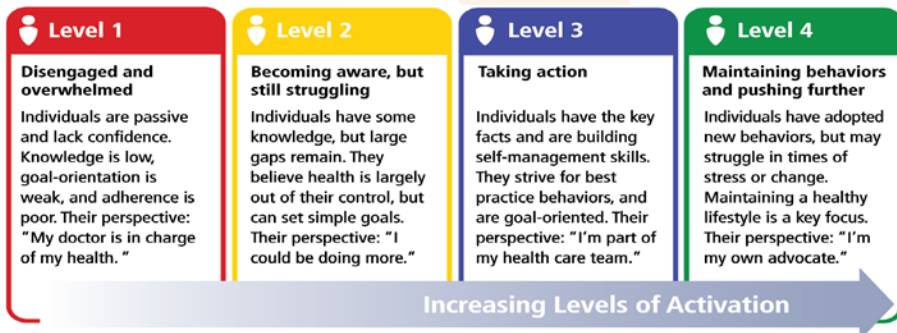 Level 1
Disengaged and
overwhelmed
Individuals are passive
and lack confidence.
Knowledge is low,
goal-orientation is
weak, and adherence is
poor. Their perspective:
“My doctor is in charge
of my health. ”
Level 2
Becoming aware, but
still struggling
Individuals have some
knowledge, but large
gaps remain. They
believe health is largely
out of their control, but
can set simple goals.
Their perspective: “I
could be doing more.”
Level 3
Taking action
Individuals have the key
facts and are building
self-management skills.
They strive for best
practice behaviors, and
are goal-oriented. Their
perspective: “I’m part of
my health care team.”
Level 4
Maintaining behaviors
and pushing further
Individuals have adopted
new behaviors, but may
struggle in times of
stress or change.
Maintaining a healthy
lifestyle is a key focus.
Their perspective: “I’m
my own advocate.”
Increasing Levels of Activation